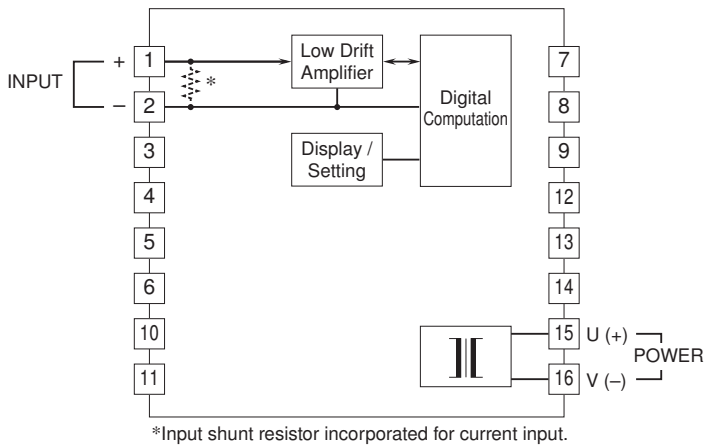 INPUT
+
1
*
–
2
3
4
5
6
10
11
Low Drift
Amplifier
Digital
Computation
Display /
Setting
7
8
9
12
13
14
15 U (+)
POWER
16 V (–)
*Input shunt resistor incorporated for current input.